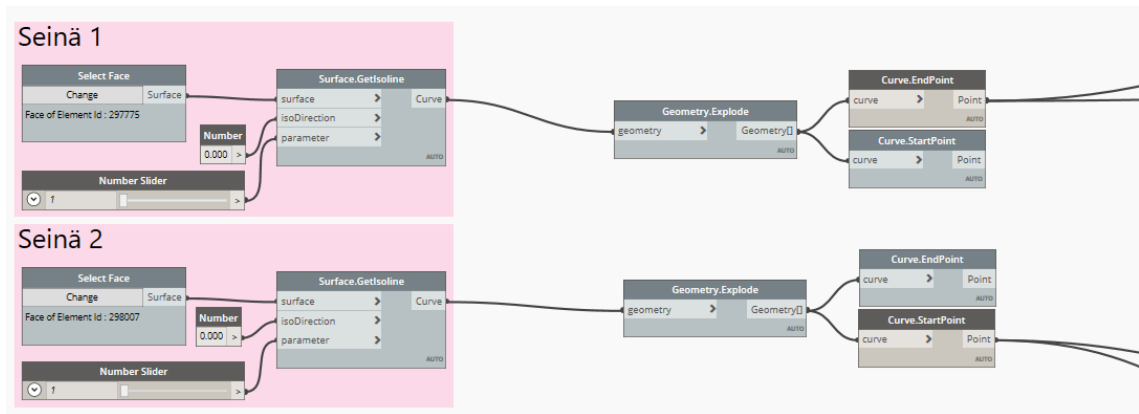 Seinä 1
Select Face
Change Surface
Face of Element Id : 297775
Number
0.000 >
Number Slider
1 >
Surface.GetIsoline
surface > Curve
isoDirection >
parameter >
AUTO
Geometry.Explode
geometry > Geometry[]
AUTO
Curve.EndPoint
curve > Point
AUTO
Curve.StartPoint
curve > Point
AUTO
Seinä 2
Select Face
Change Surface
Face of Element Id : 298007
Number
0.000 >
Number Slider
1 >
Surface.GetIsoline
surface > Curve
isoDirection >
parameter >
AUTO
Geometry.Explode
geometry > Geometry[]
AUTO
Curve.EndPoint
curve > Point
AUTO
Curve.StartPoint
curve > Point
AUTO